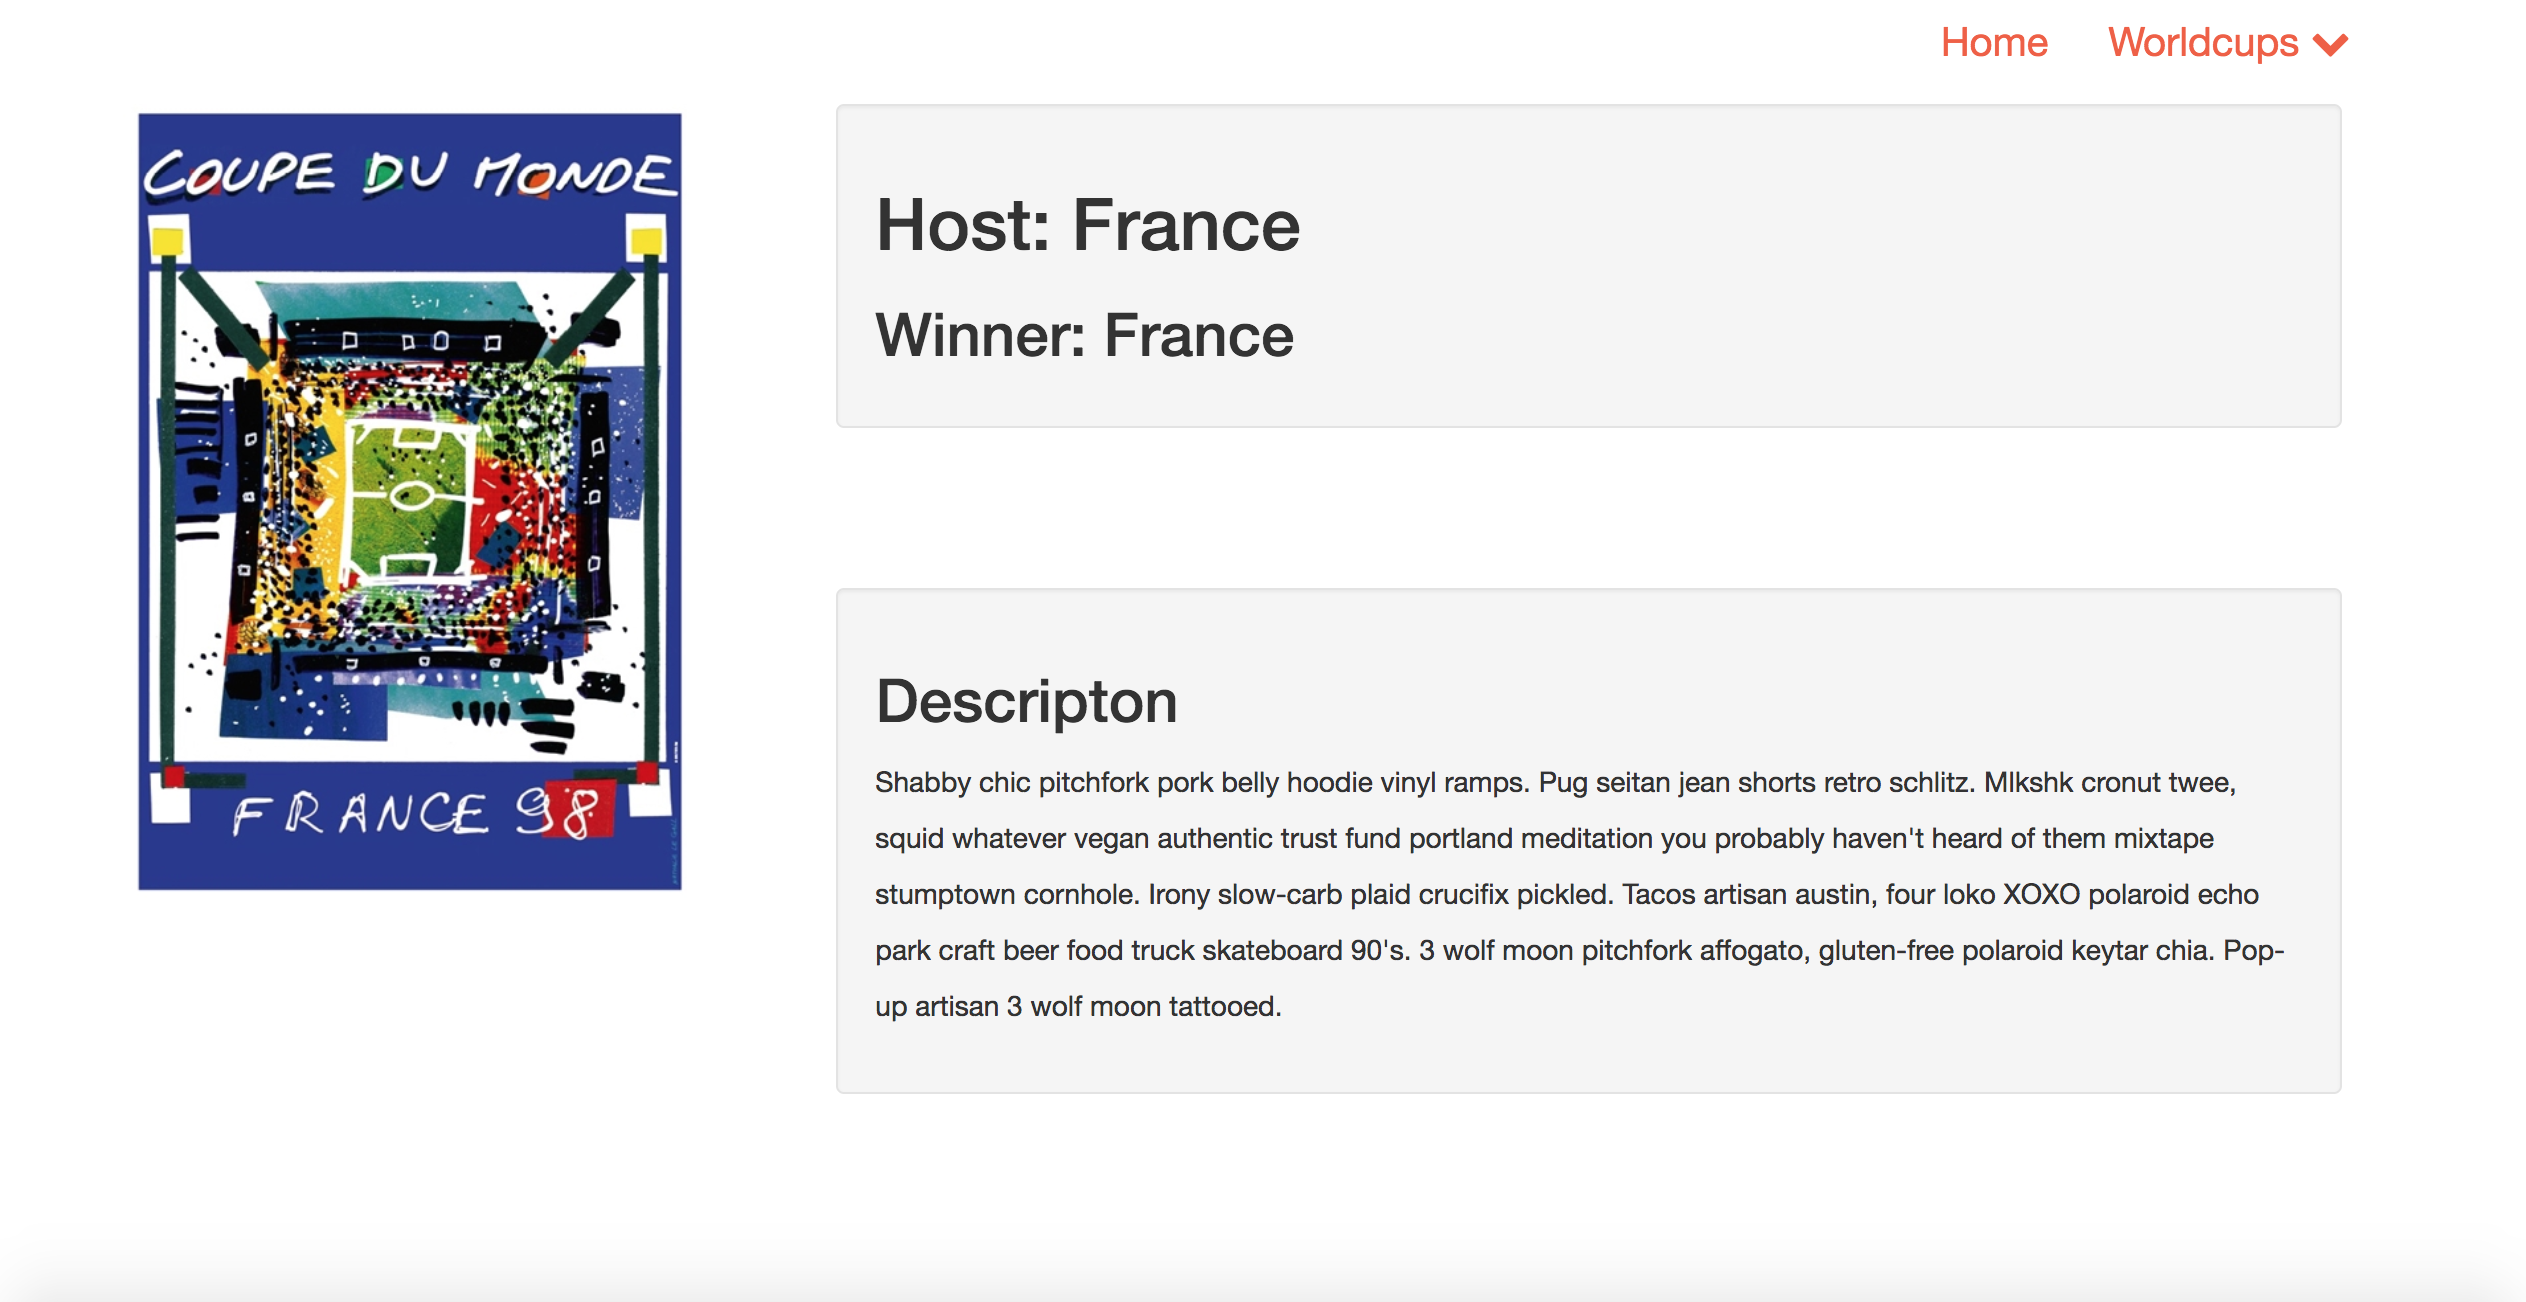 Home Worldcups
COUPE DU MONDE
FRANCE 98
Host: France
Winner: France
Descripton
Shabby chic pitchfork pork belly hoodie vinyl ramps. Pug seitan jean shorts retro schlitz. Mlkshk cronut twee,
squid whatever vegan authentic trust fund portland meditation you probably haven't heard of them mixtape
stumptown cornhole. Irony slow-carb plaid crucifix pickled. Tacos artisan austin, four loko XOXO polaroid echo
park craft beer food truck skateboard 90's. 3 wolf moon pitchfork affogato, gluten-free polaroid keytar chia. Pop-
up artisan 3 wolf moon tattooed.